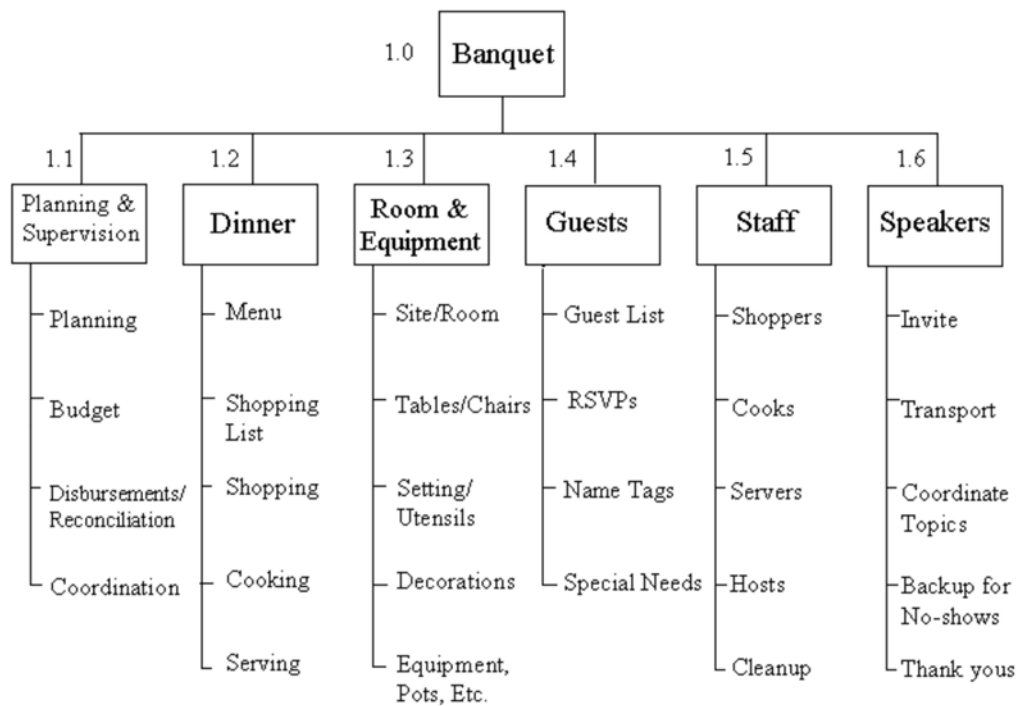 1.0
Banquet
1.1
Planning &
Supervision
Planning
Budget
Disbursements/
Reconciliation
Coordination
1.2
Dinner
Menu
Shopping
List
Shopping
Cooking
Serving
1.3
Room &
Equipment
Site/Room
Tables/Chairs
Setting/
Utensils
Decorations
Equipment,
Pots, Etc.
1.4
Guests
Guest List
RSVPs
Name Tags
Special Needs
1.5
Staff
Shoppers
Cooks
Servers
Hosts
Cleanup
1.6
Speakers
Invite
Transport
Coordinate
Topics
Backup for
No-shows
Thank yous